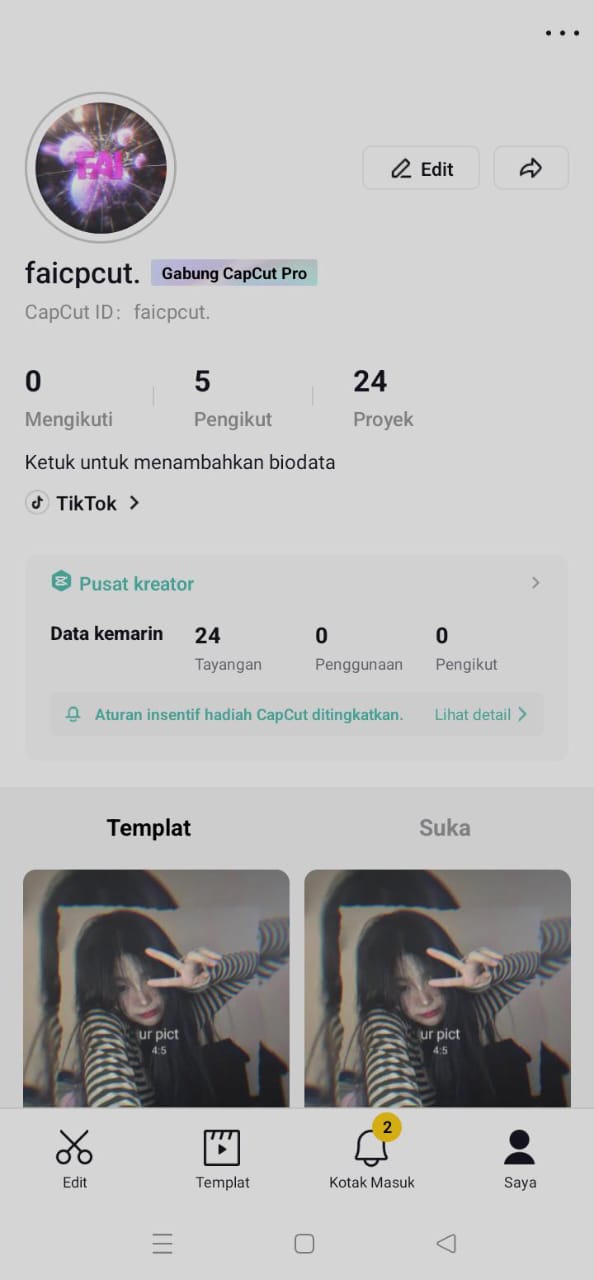 FAI
Edit
faicpcut.
Gabung CapCut Pro
CapCut ID: faicpcut.
0
Mengikuti
5
Pengikut
24
Proyek
Ketuk untuk menambahkan biodata
TikTok
Pusat kreator
Data kemarin
24
Tayangan
0
Penggunaan
0
Pengikut
Aturan insentif hadiah CapCut ditingkatkan.
Lihat detail
Templat
Suka
ur pict
4:5
ur pict
4:5
Edit
Templat
2
Kotak Masuk
Saya